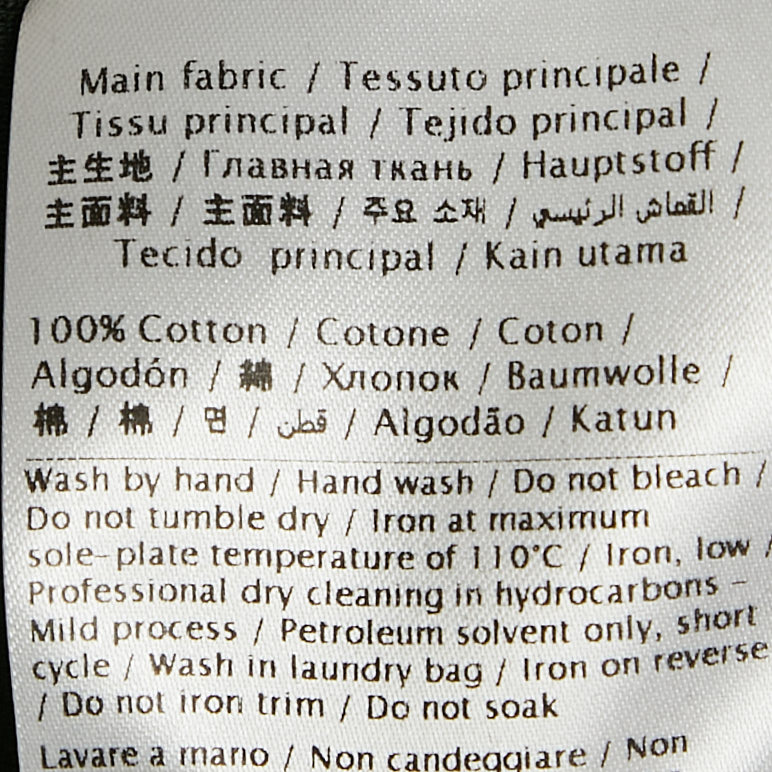 Main fabric / Tessuto principale /
Tissu principal / Tejido principal /
主生地 / Главная ткань / Hauptstoff /
主面料 / 主面料 / 주요 소재 / القماش الرئيسي /
Tecido principal / Kain utama
100% Cotton / Cotone / Coton /
Algodón / 綿 / Хлопок / Baumwolle /
棉 / 棉 / 면 / قطن / Algodão / Katun
Wash by hand / Hand wash / Do not bleach /
Do not tumble dry / Iron at maximum
sole-plate temperature of 110°C / Iron, low /
Professional dry cleaning in hydrocarbons -
Mild process / Petroleum solvent only, short
cycle / Wash in laundry bag / Iron on reverse
/ Do not iron trim / Do not soak
Lavare a mano / Non candeggiare / Non